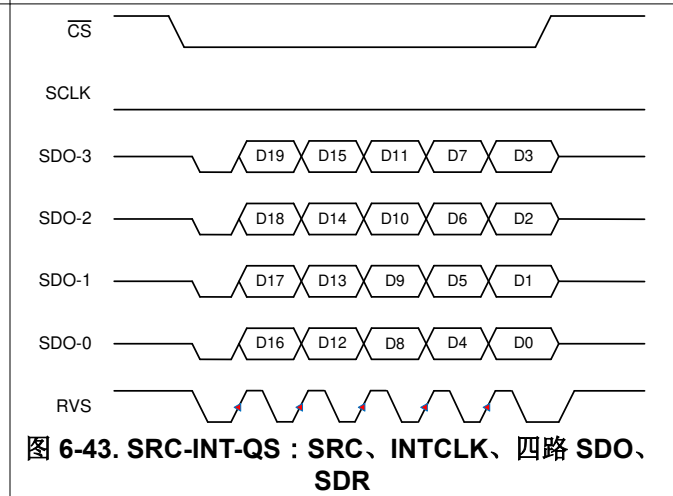 CS
SCLK
SDO-3 D19 D15 D11 D7 D3
SDO-2 D18 D14 D10 D6 D2
SDO-1 D17 D13 D9 D5 D1
SDO-0 D16 D12 D8 D4 D0
RVS
图 6-43. SRC-INT-QS：SRC、INTCLK、四路 SDO、
SDR